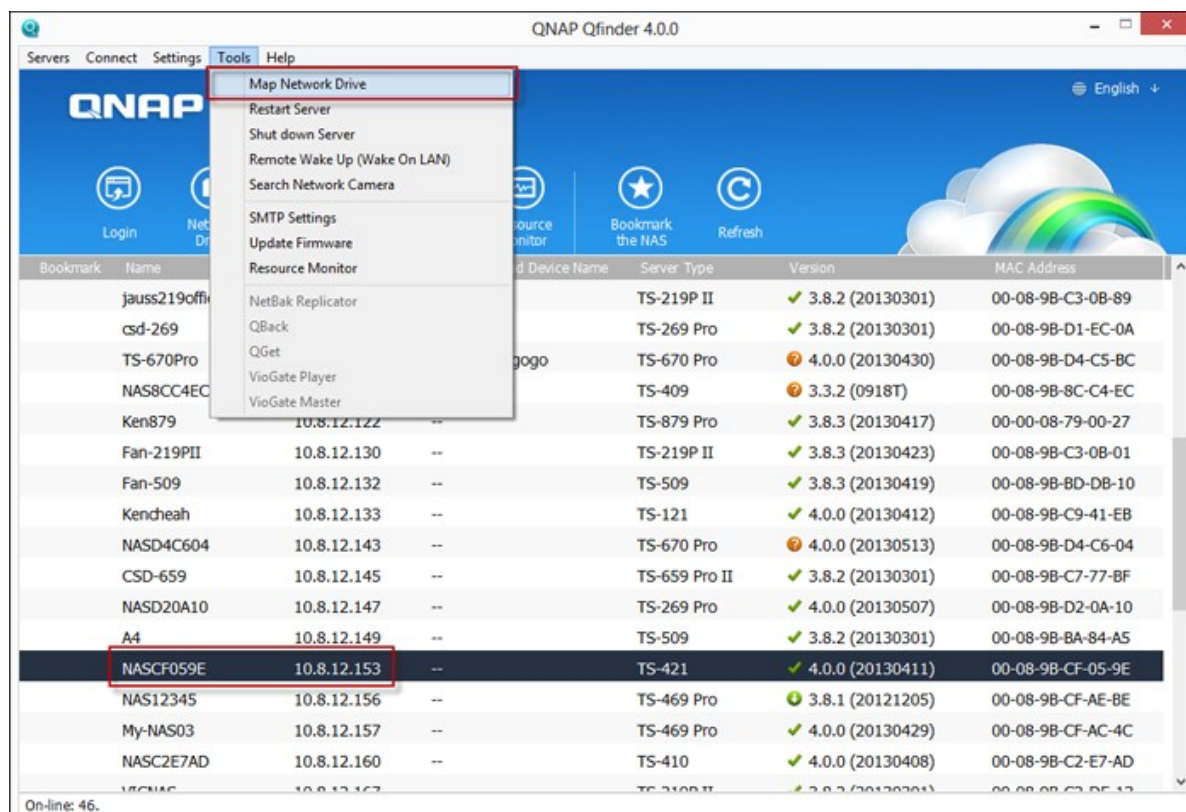 QNAP Qfinder 4.0.0
Servers Connect Settings Tools Help
QNAP
English
Map Network Drive
Restart Server
Shut down Server
Remote Wake Up (Wake On LAN)
Search Network Camera
SMTP Settings
Update Firmware
Resource Monitor
NetBak Replicator
QBack
QGet
VioGate Player
VioGate Master
Login
Bookmark the NAS
Refresh
Bookmark Name Device Name Server Type Version MAC Address
TS-219P II 3.8.2 (20130301) 00-08-9B-C3-0B-89
csd-269 TS-269 Pro 3.8.2 (20130301) 00-08-9B-D1-EC-0A
TS-670Pro gogo TS-670 Pro 4.0.0 (20130430) 00-08-9B-D4-C5-BC
NAS8CC4EC TS-409 3.3.2 (0918T) 00-08-9B-8C-C4-EC
Ken879 10.8.12.122 -- TS-879 Pro 3.8.3 (20130417) 00-00-08-79-00-27
Fan-219PII 10.8.12.130 -- TS-219P II 3.8.3 (20130423) 00-08-9B-C3-0B-01
Fan-509 10.8.12.132 -- TS-509 3.8.3 (20130419) 00-08-9B-BD-DB-10
Kencheah 10.8.12.133 -- TS-121 4.0.0 (20130412) 00-08-9B-C9-41-EB
NASD4C604 10.8.12.143 -- TS-670 Pro 4.0.0 (20130513) 00-08-9B-D4-C6-04
CSD-659 10.8.12.145 -- TS-659 Pro II 3.8.2 (20130301) 00-08-9B-C7-77-BF
NASD20A10 10.8.12.147 -- TS-269 Pro 4.0.0 (20130507) 00-08-9B-D2-0A-10
A4 10.8.12.149 -- TS-509 3.8.2 (20130301) 00-08-9B-BA-84-A5
NASCF059E 10.8.12.153 -- TS-421 4.0.0 (20130411) 00-08-9B-CF-05-9E
NAS12345 10.8.12.156 -- TS-469 Pro 3.8.1 (20121205) 00-08-9B-CF-AE-BE
My-NAS03 10.8.12.157 -- TS-469 Pro 4.0.0 (20130429) 00-08-9B-CF-AC-4C
NASC2E7AD 10.8.12.160 -- TS-410 4.0.0 (20130408) 00-08-9B-C2-E7-AD
On-line: 46.